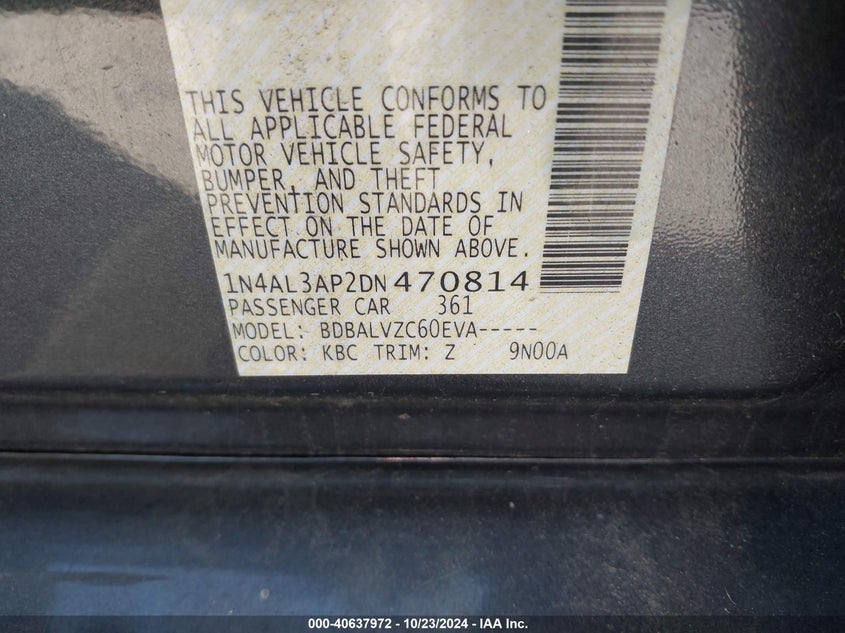 THIS VEHICLE CONFORMS TO
ALL APPLICABLE FEDERAL
MOTOR VEHICLE SAFETY,
BUMPER, AND THEFT
PREVENTION STANDARDS IN
EFFECT ON THE DATE OF
MANUFACTURE SHOWN ABOVE.
1N4AL3AP2DN470814
PASSENGER CAR 361
MODEL: BDBALVZC60EVA-----
COLOR: KBC TRIM: Z 9N00A
000-40637972 - 10/23/2024 - IAA Inc.